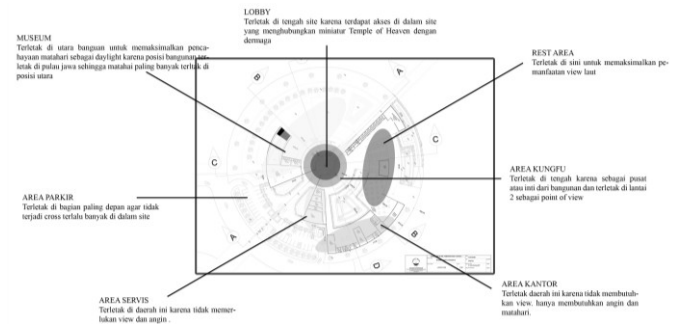 LOBBY
Terletak di tengah site karena terdapat akses di dalam site
yang menghubungkan miniatur Temple of Heaven dengan
dermaga
MUSEUM
Terletak di utara banguan untuk memaksimalkan penca-
hayaan matahari sebagai daylight karena posisi bangunan ter-
letak di pulau jawa sehingga matahai paling banyak terltak di
posisi utara
REST AREA
Terletak di sini untuk memaksimalkan pe-
manfaatan view laut
A
B
C
C
AREA KUNGFU
Terletak di tengah karena sebagai pusat
atau inti dari bangunan dan terletak di lantai
2 sebagai point of view
AREA PARKIR
Terletak di bagian paling depan agar tidak
terjadi cross terlalu banyak di dalam site
A
B
D
AREA KANTOR
Terletak daerah ini karena tidak membutuh-
kan view. hanya membutuhkan angin dan
matahari.
AREA SERVIS
Terletak di daerah ini karena tidak memer-
lukan view dan angin .